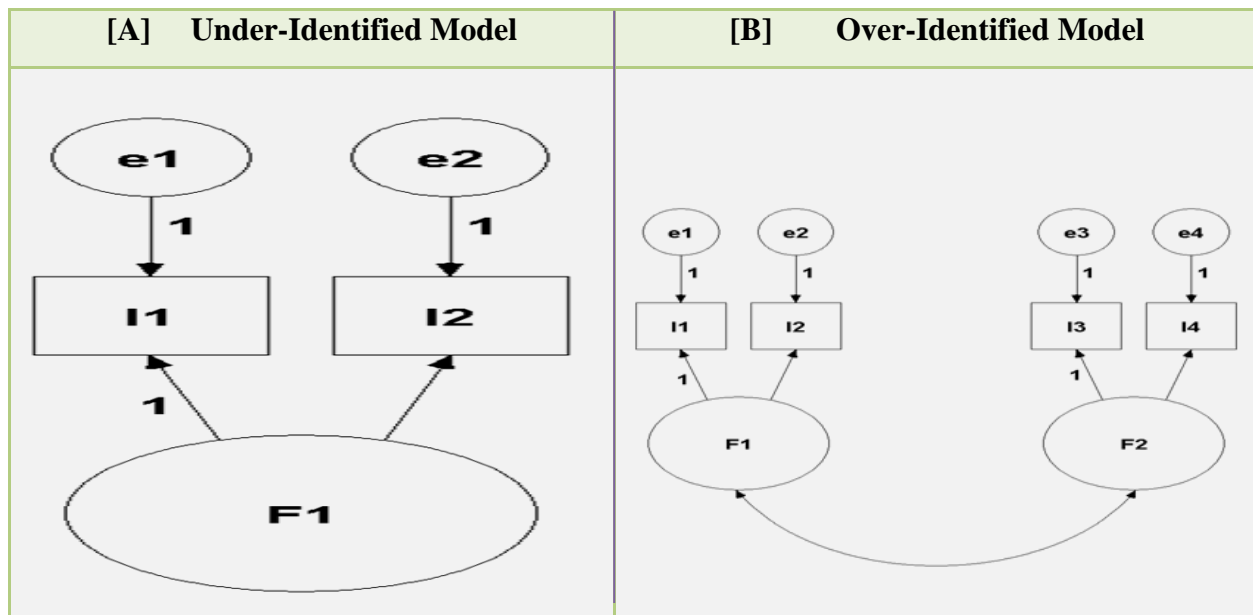 [A] Under-Identified Model
[B] Over-Identified Model
e1 e2
1 1
I1 I2
1
F1
e1 e2 e3 e4
1 1 1 1
I1 I2 I3 I4
1 1
F1 F2